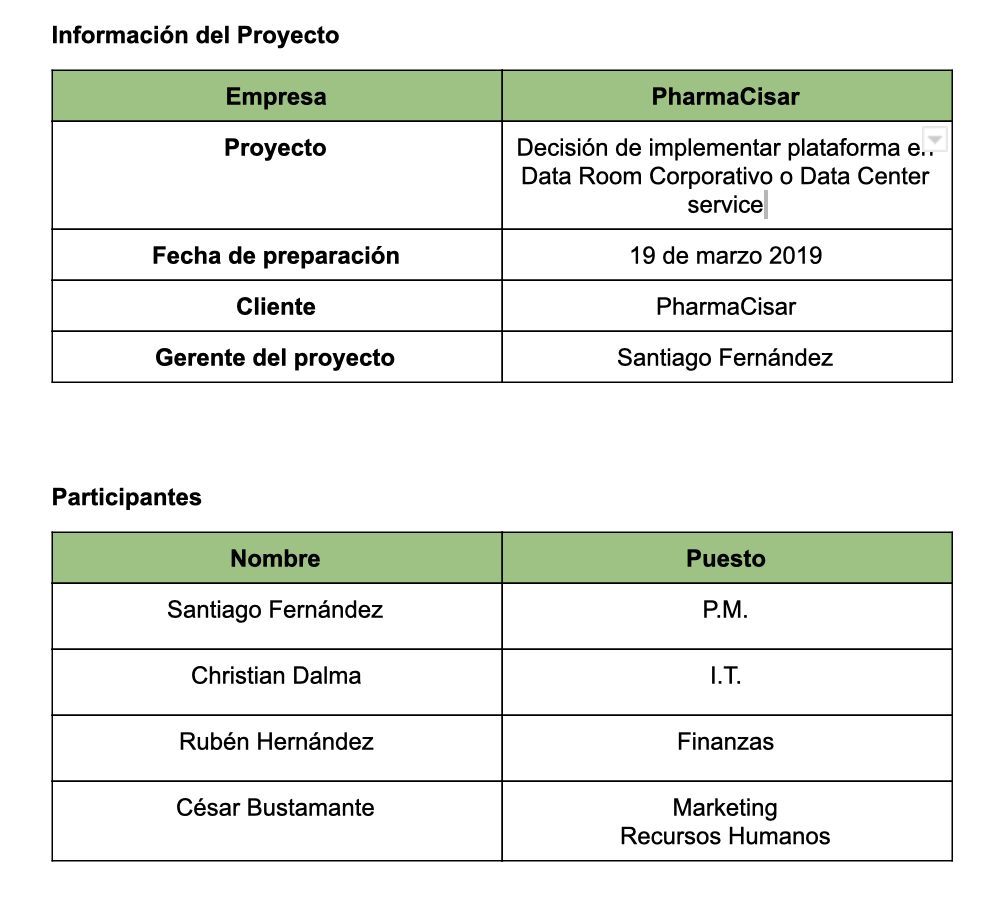 Información del Proyecto
Empresa PharmaCisar
Proyecto Decisión de implementar plataforma en
Data Room Corporativo o Data Center
service
Fecha de preparación 19 de marzo 2019
Cliente PharmaCisar
Gerente del proyecto Santiago Fernández
Participantes
Nombre Puesto
Santiago Fernández P.M.
Christian Dalma I.T.
Rubén Hernández Finanzas
César Bustamante Marketing
Recursos Humanos